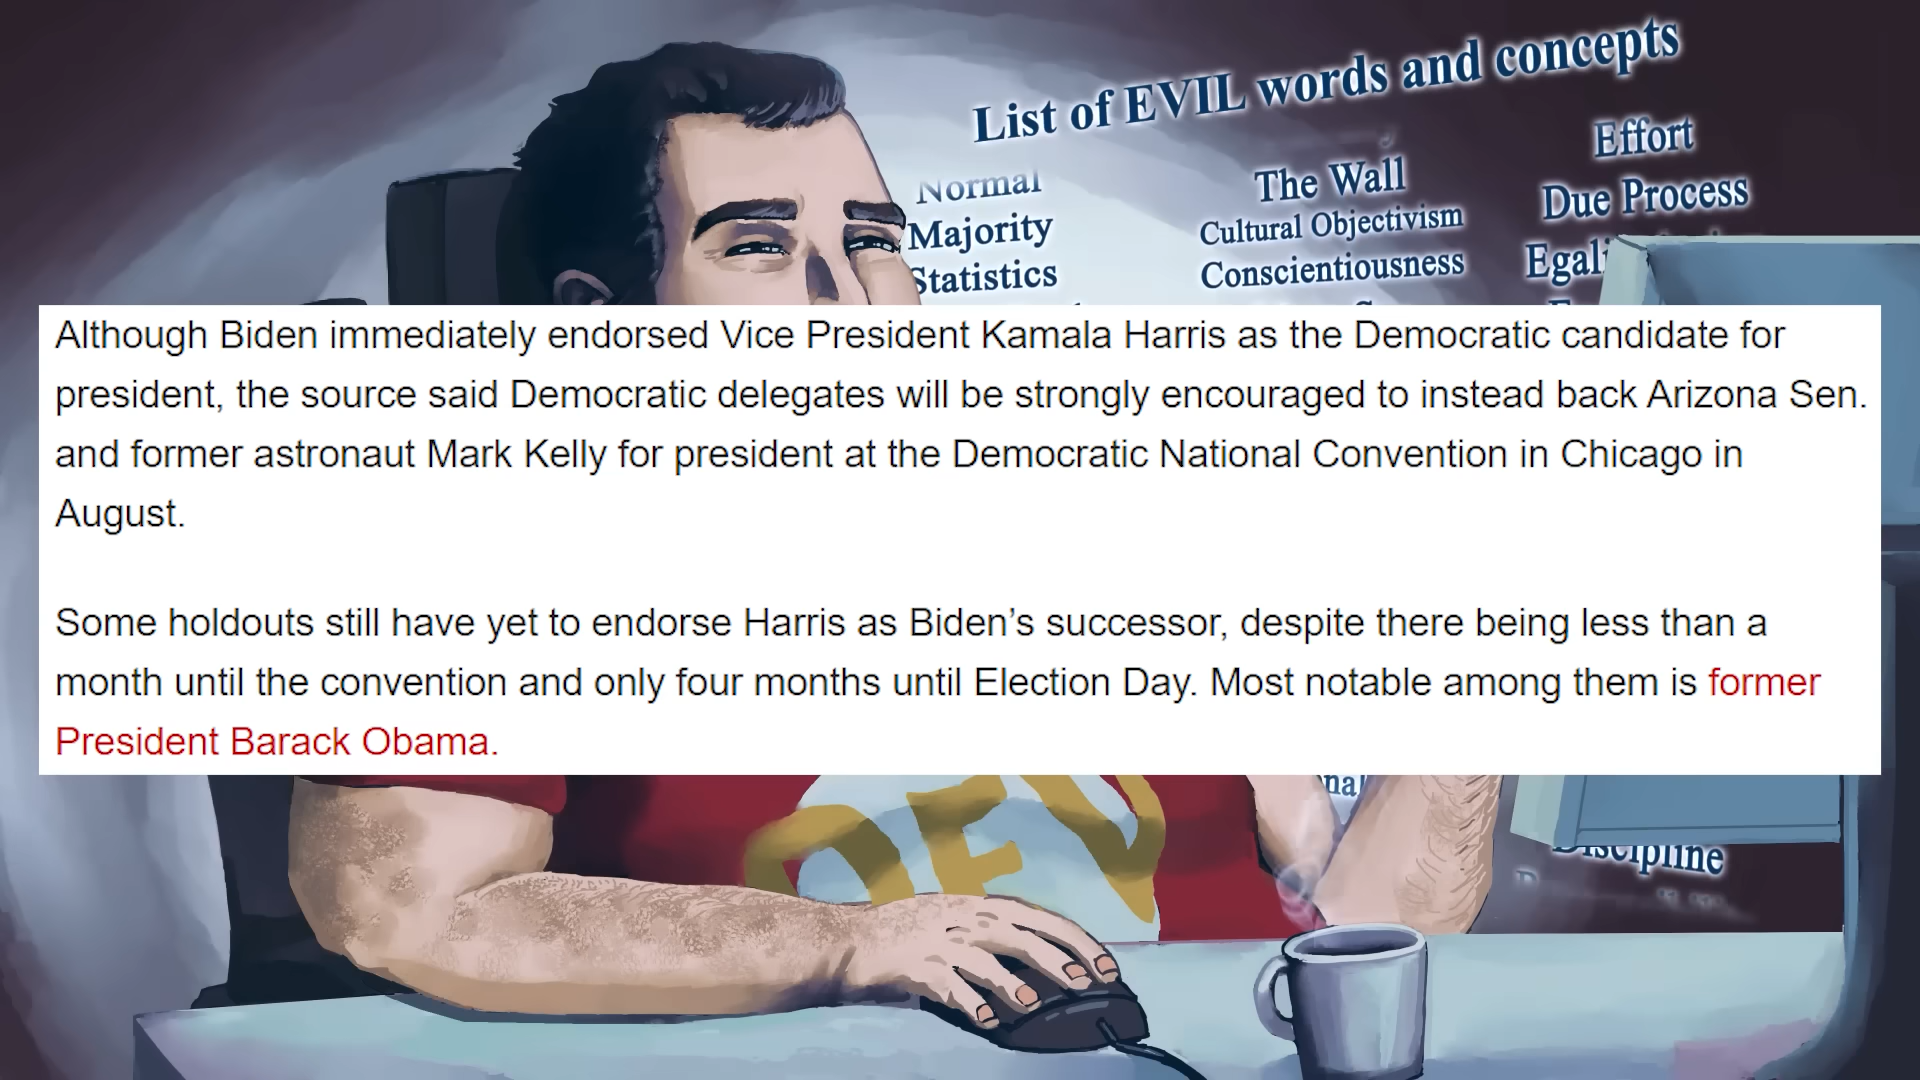 List of EVIL words and concepts
Effort
Normal
The Wall
Due Process
Majority
Cultural Objectivism
Statistics
Conscientiousness
Although Biden immediately endorsed Vice President Kamala Harris as the Democratic candidate for
president, the source said Democratic delegates will be strongly encouraged to instead back Arizona Sen.
and former astronaut Mark Kelly for president at the Democratic National Convention in Chicago in
August.
Some holdouts still have yet to endorse Harris as Biden’s successor, despite there being less than a
month until the convention and only four months until Election Day. Most notable among them is former
President Barack Obama.
DEV
Discipline